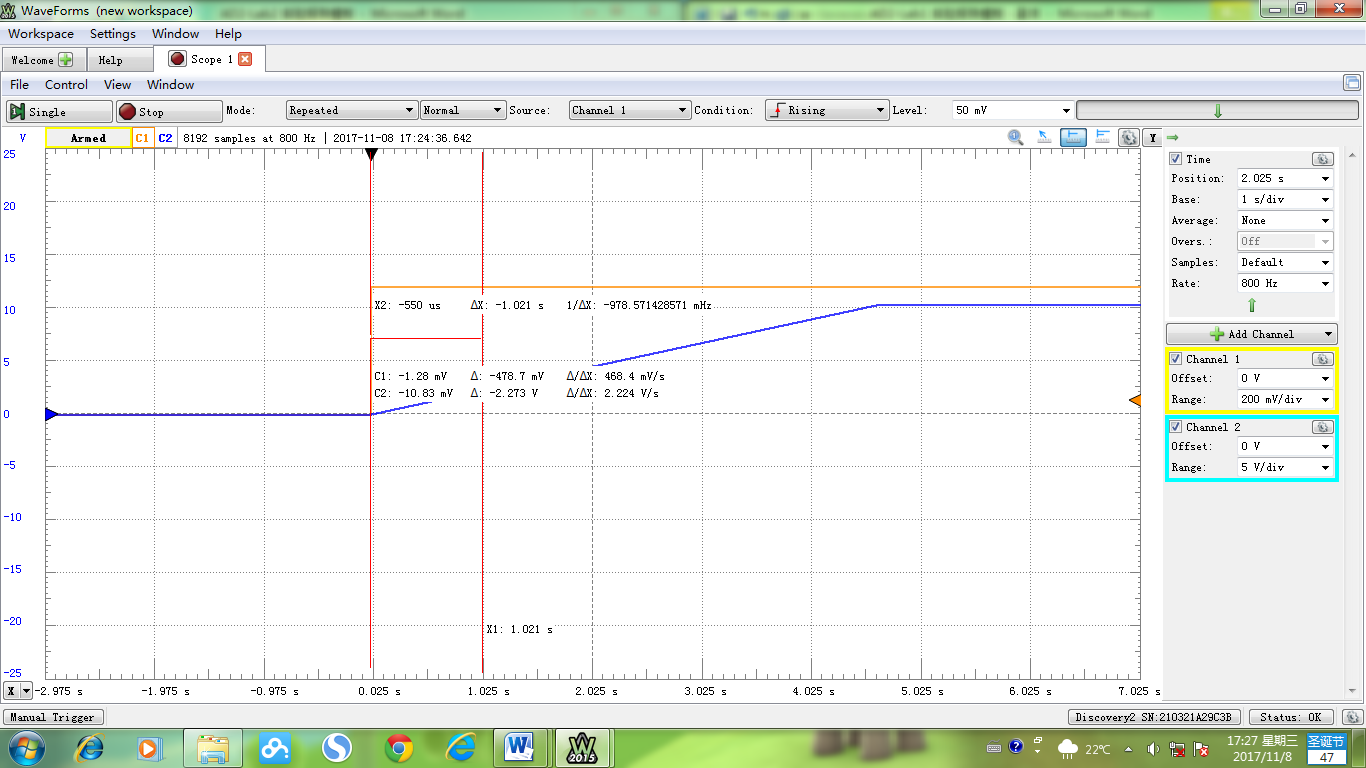 WaveForms (new workspace)
Workspace Settings Window Help
Welcome Help Scope 1
File Control View Window
Single Stop Mode: Repeated Normal Source: Channel 1 Condition: Rising Level: 50 mV
V Armed C1 C2 8192 samples at 800 Hz | 2017-11-08 17:24:36.642 Y
25
20
15
10
5
0
-5
-10
-15
-20
-25
X2: -550 us ΔX: -1.021 s 1/ΔX: -978.571428571 mHz
C1: -1.28 mV Δ: -478.7 mV Δ/ΔX: 468.4 mV/s
C2: -10.83 mV Δ: -2.273 V Δ/ΔX: 2.224 V/s
X1: 1.021 s
X -2.975 s -1.975 s -0.975 s 0.025 s 1.025 s 2.025 s 3.025 s 4.025 s 5.025 s 6.025 s 7.025 s
Time
Position: 2.025 s
Base: 1 s/div
Average: None
Overs.: Off
Samples: Default
Rate: 800 Hz
Add Channel
Channel 1
Offset: 0 V
Range: 200 mV/div
Channel 2
Offset: 0 V
Range: 5 V/div
Manual Trigger Discovery2 SN:210321A29C3B Status: OK
2015
22℃
17:27 星期三
2017/11/8
圣诞节
47